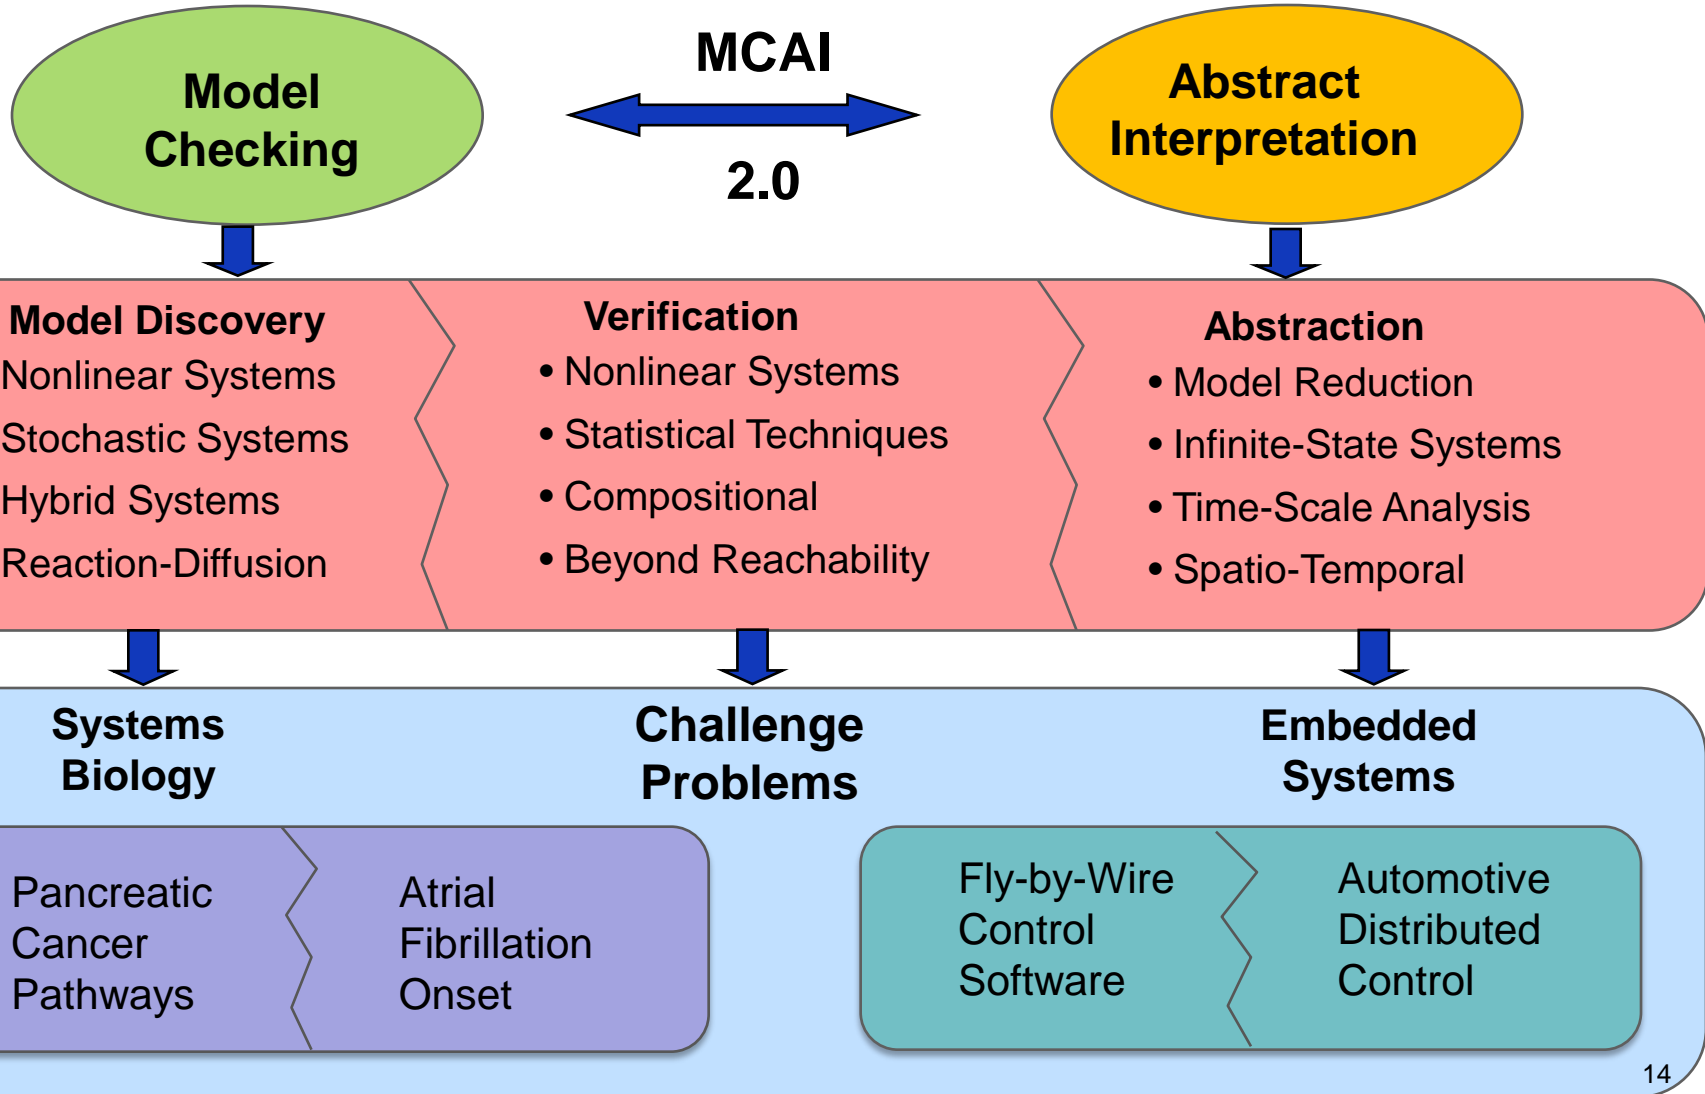 Model
Checking
MCAI
2.0
Abstract
Interpretation
Model Discovery
Nonlinear Systems
Stochastic Systems
Hybrid Systems
Reaction-Diffusion
Verification
• Nonlinear Systems
• Statistical Techniques
• Compositional
• Beyond Reachability
Abstraction
• Model Reduction
• Infinite-State Systems
• Time-Scale Analysis
• Spatio-Temporal
Systems
Biology
Challenge
Problems
Embedded
Systems
Pancreatic
Cancer
Pathways
Atrial
Fibrillation
Onset
Fly-by-Wire
Control
Software
Automotive
Distributed
Control
14